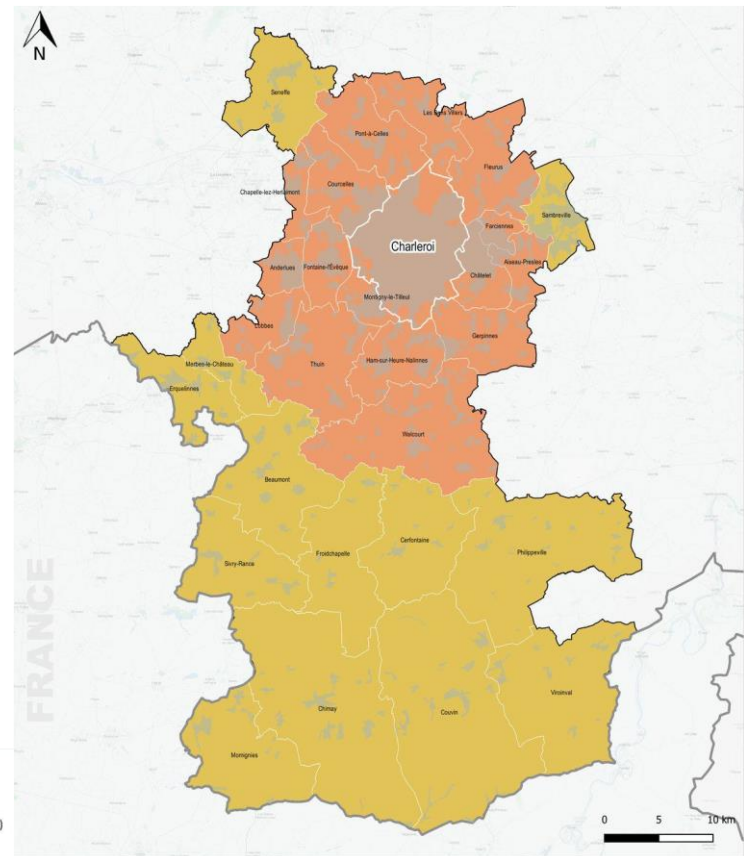 N
Seneffe
Les Bons Villers
Pont-à-Celles
Fleurus
Courcelles
Chapelle-lez-Herlaimont
Sambreville
Farciennes
Charleroi
Aiseau-Presles
Anderlues
Fontaine-l'Évêque
Châtelet
Montigny-le-Tilleul
Lobbes
Gerpinnes
Thuin
Ham-sur-Heure-Nalinnes
Merbes-le-Château
Erquelinnes
Walcourt
Beaumont
Froidchapelle
Cerfontaine
Philippeville
Sivry-Rance
FRANCE
Viroinval
Chimay
Couvin
Momignies
0 5 10 km